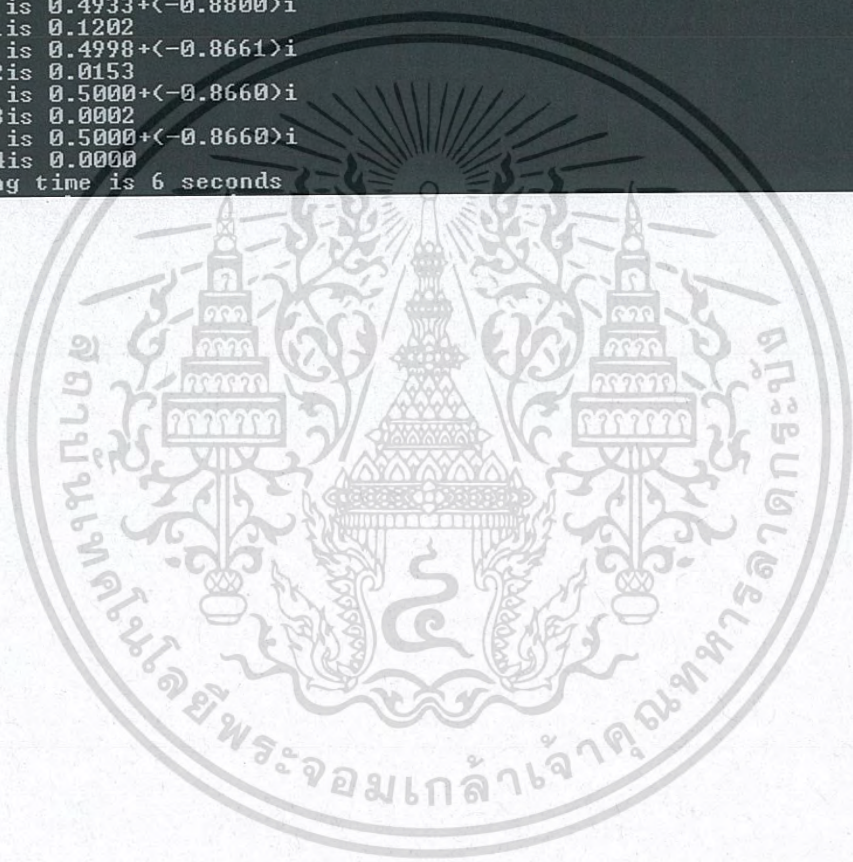 is 0.4933+(-0.8800)i
is 0.1202
is 0.4998+(-0.8661)i
is 0.0153
is 0.5000+(-0.8660)i
is 0.0002
is 0.5000+(-0.8660)i
is 0.0000
time is 6 seconds
สถาบันเทคโนโลยีพระจอมเกล้าเจ้าคุณทหารลาดกระบัง